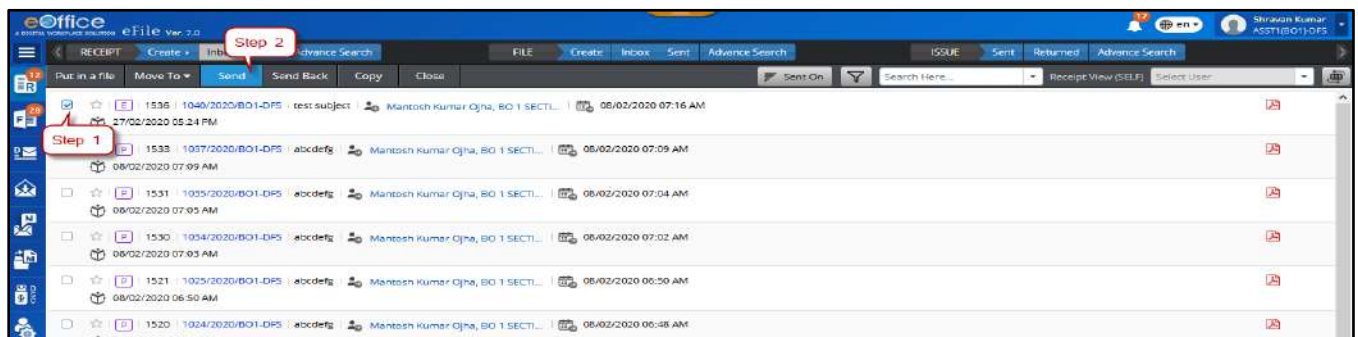 eOffice eFile Ver. 7.0
A DIGITAL WORKPLACE SOLUTION
17 en Shravan Kumar
ASST1(BO1)-DFS
RECEIPT Create Inbo Step 2 Advance Search FILE Create Inbox Sent Advance Search ISSUE Sent Returned Advance Search
Put in a file Move To Send Send Back Copy Close Sent On Search Here... Receipt View (SELF) Select User
E 1536 1040/2020/BO1-DFS test subject Mantosh Kumar Ojha, BO 1 SECTI... 08/02/2020 07:16 AM
27/02/2020 05:24 PM
Step 1
P 1533 1037/2020/BO1-DFS abcdefg Mantosh Kumar Ojha, BO 1 SECTI... 08/02/2020 07:09 AM
08/02/2020 07:09 AM
P 1531 1035/2020/BO1-DFS abcdefg Mantosh Kumar Ojha, BO 1 SECTI... 08/02/2020 07:04 AM
08/02/2020 07:05 AM
P 1530 1034/2020/BO1-DFS abcdefg Mantosh Kumar Ojha, BO 1 SECTI... 08/02/2020 07:02 AM
08/02/2020 07:03 AM
P 1521 1025/2020/BO1-DFS abcdefg Mantosh Kumar Ojha, BO 1 SECTI... 08/02/2020 06:50 AM
08/02/2020 06:50 AM
P 1520 1024/2020/BO1-DFS abcdefg Mantosh Kumar Ojha, BO 1 SECTI... 08/02/2020 06:48 AM